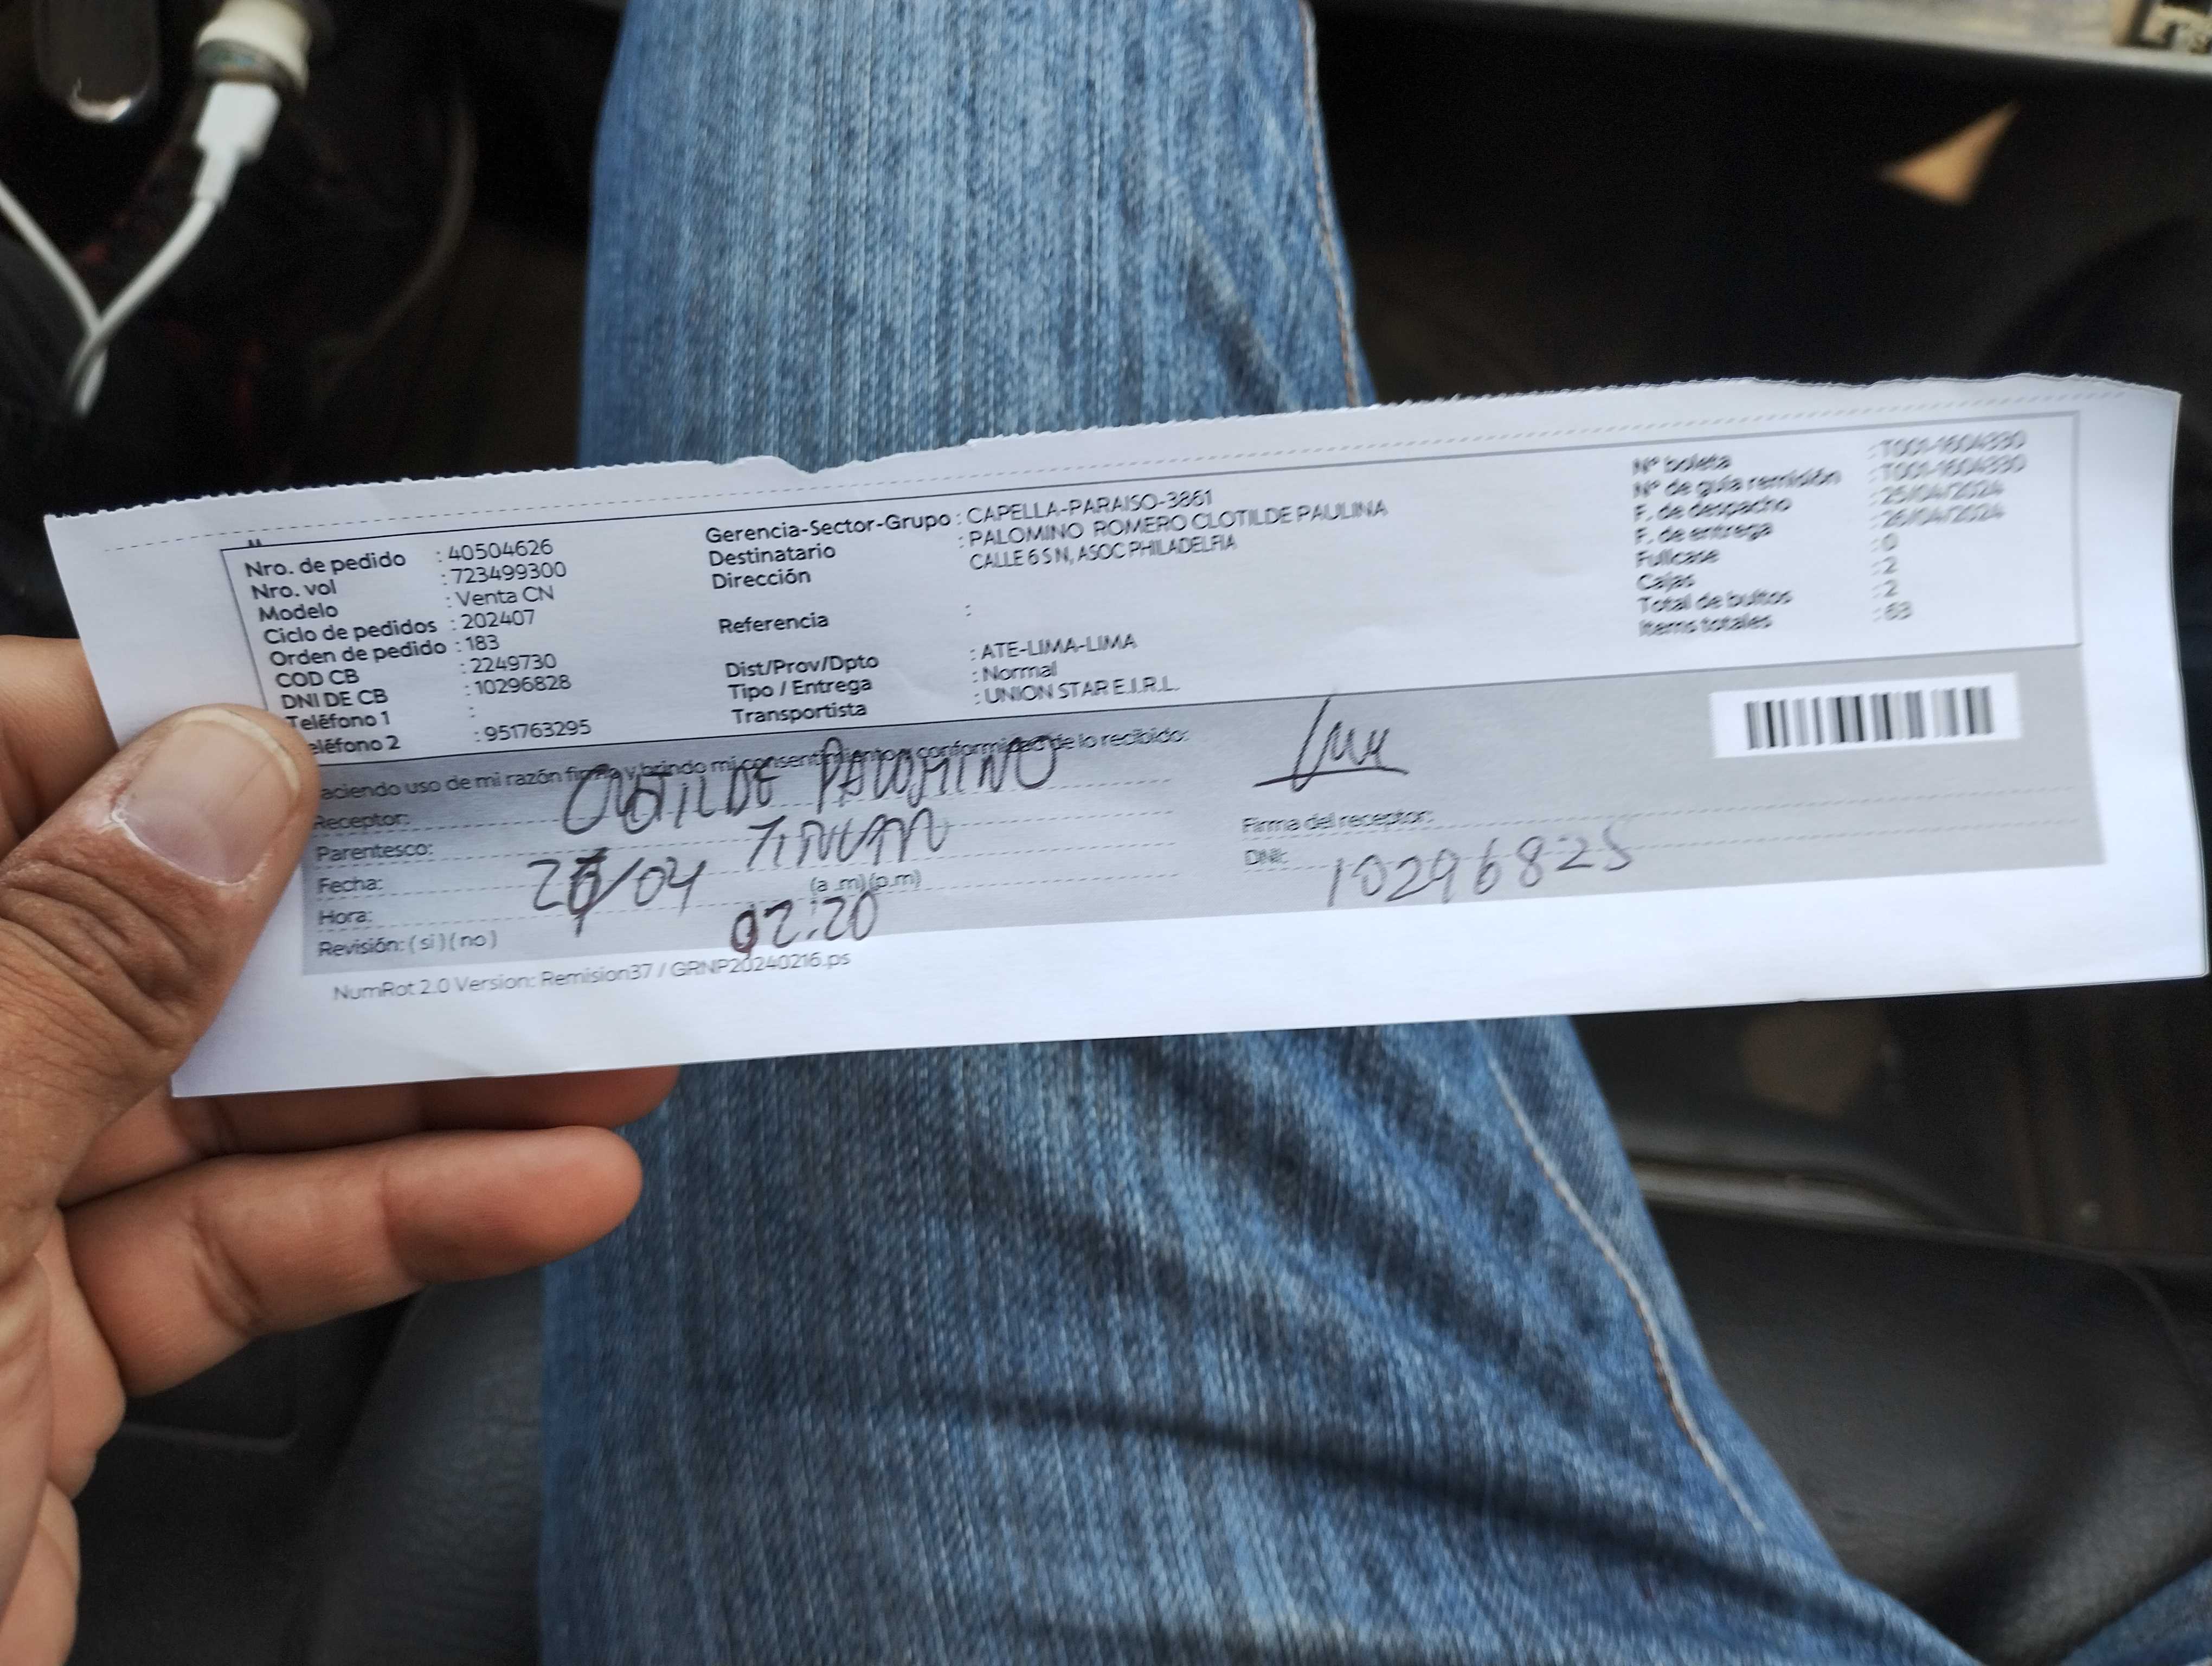 Nro. de pedido : 40504626
Nro. vol : 723499300
Modelo : Venta CN
Ciclo de pedidos : 202407
Orden de pedido : 183
COD CB : 2249730
DNI DE CB : 10296828
Teléfono 1 :
eléfono 2 : 951763295
Gerencia-Sector-Grupo : CAPELLA-PARAISO-3861
Destinatario : PALOMINO ROMERO CLOTILDE PAULINA
Dirección CALLE 6 S N, ASOC PHILADELFIA
Referencia :
Dist/Prov/Dpto : ATE-LIMA-LIMA
Tipo / Entrega : Normal
Transportista : UNION STAR E.I.R.L.
Nº boleta : T001-1604330
Nº de guía remisión : T001-1604330
F. de despacho : 25/04/2024
F. de entrega : 26/04/2024
Fullcase : 0
Cajas : 2
Total de bultos : 2
Items totales : 63
aciendo uso de mi razón firmo y brindo mi consentimiento y conformidad de lo recibido:
Receptor: CLOTILDE PALOMINO
Parentesco: TITULAR
Fecha: /04
Hora: (a .m) (p.m) 02:20
Revisión: ( si ) ( no )
Firma del receptor:
DNI: 10296828
NumRot 2.0 Version: Remision37 / GRNP20240216.ps